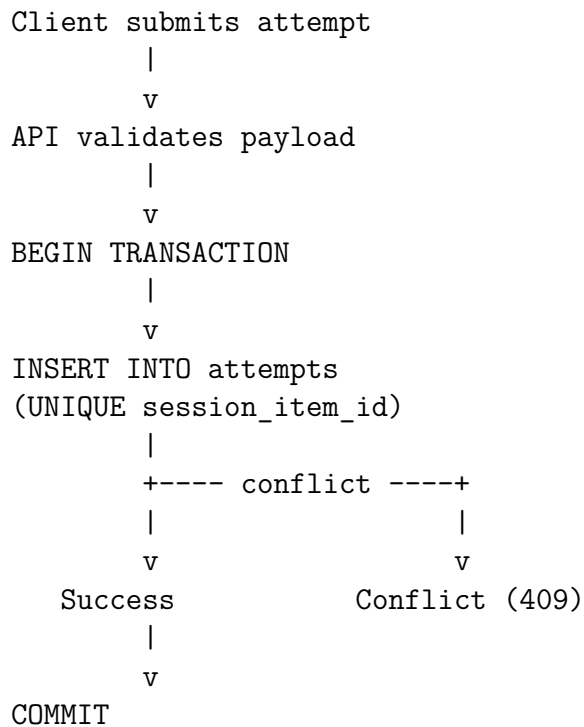 Client submits attempt
|
v
API validates payload
|
v
BEGIN TRANSACTION
|
v
INSERT INTO attempts
(UNIQUE session_item_id)
|
+---- conflict ----+
| |
v v
Success Conflict (409)
|
v
COMMIT